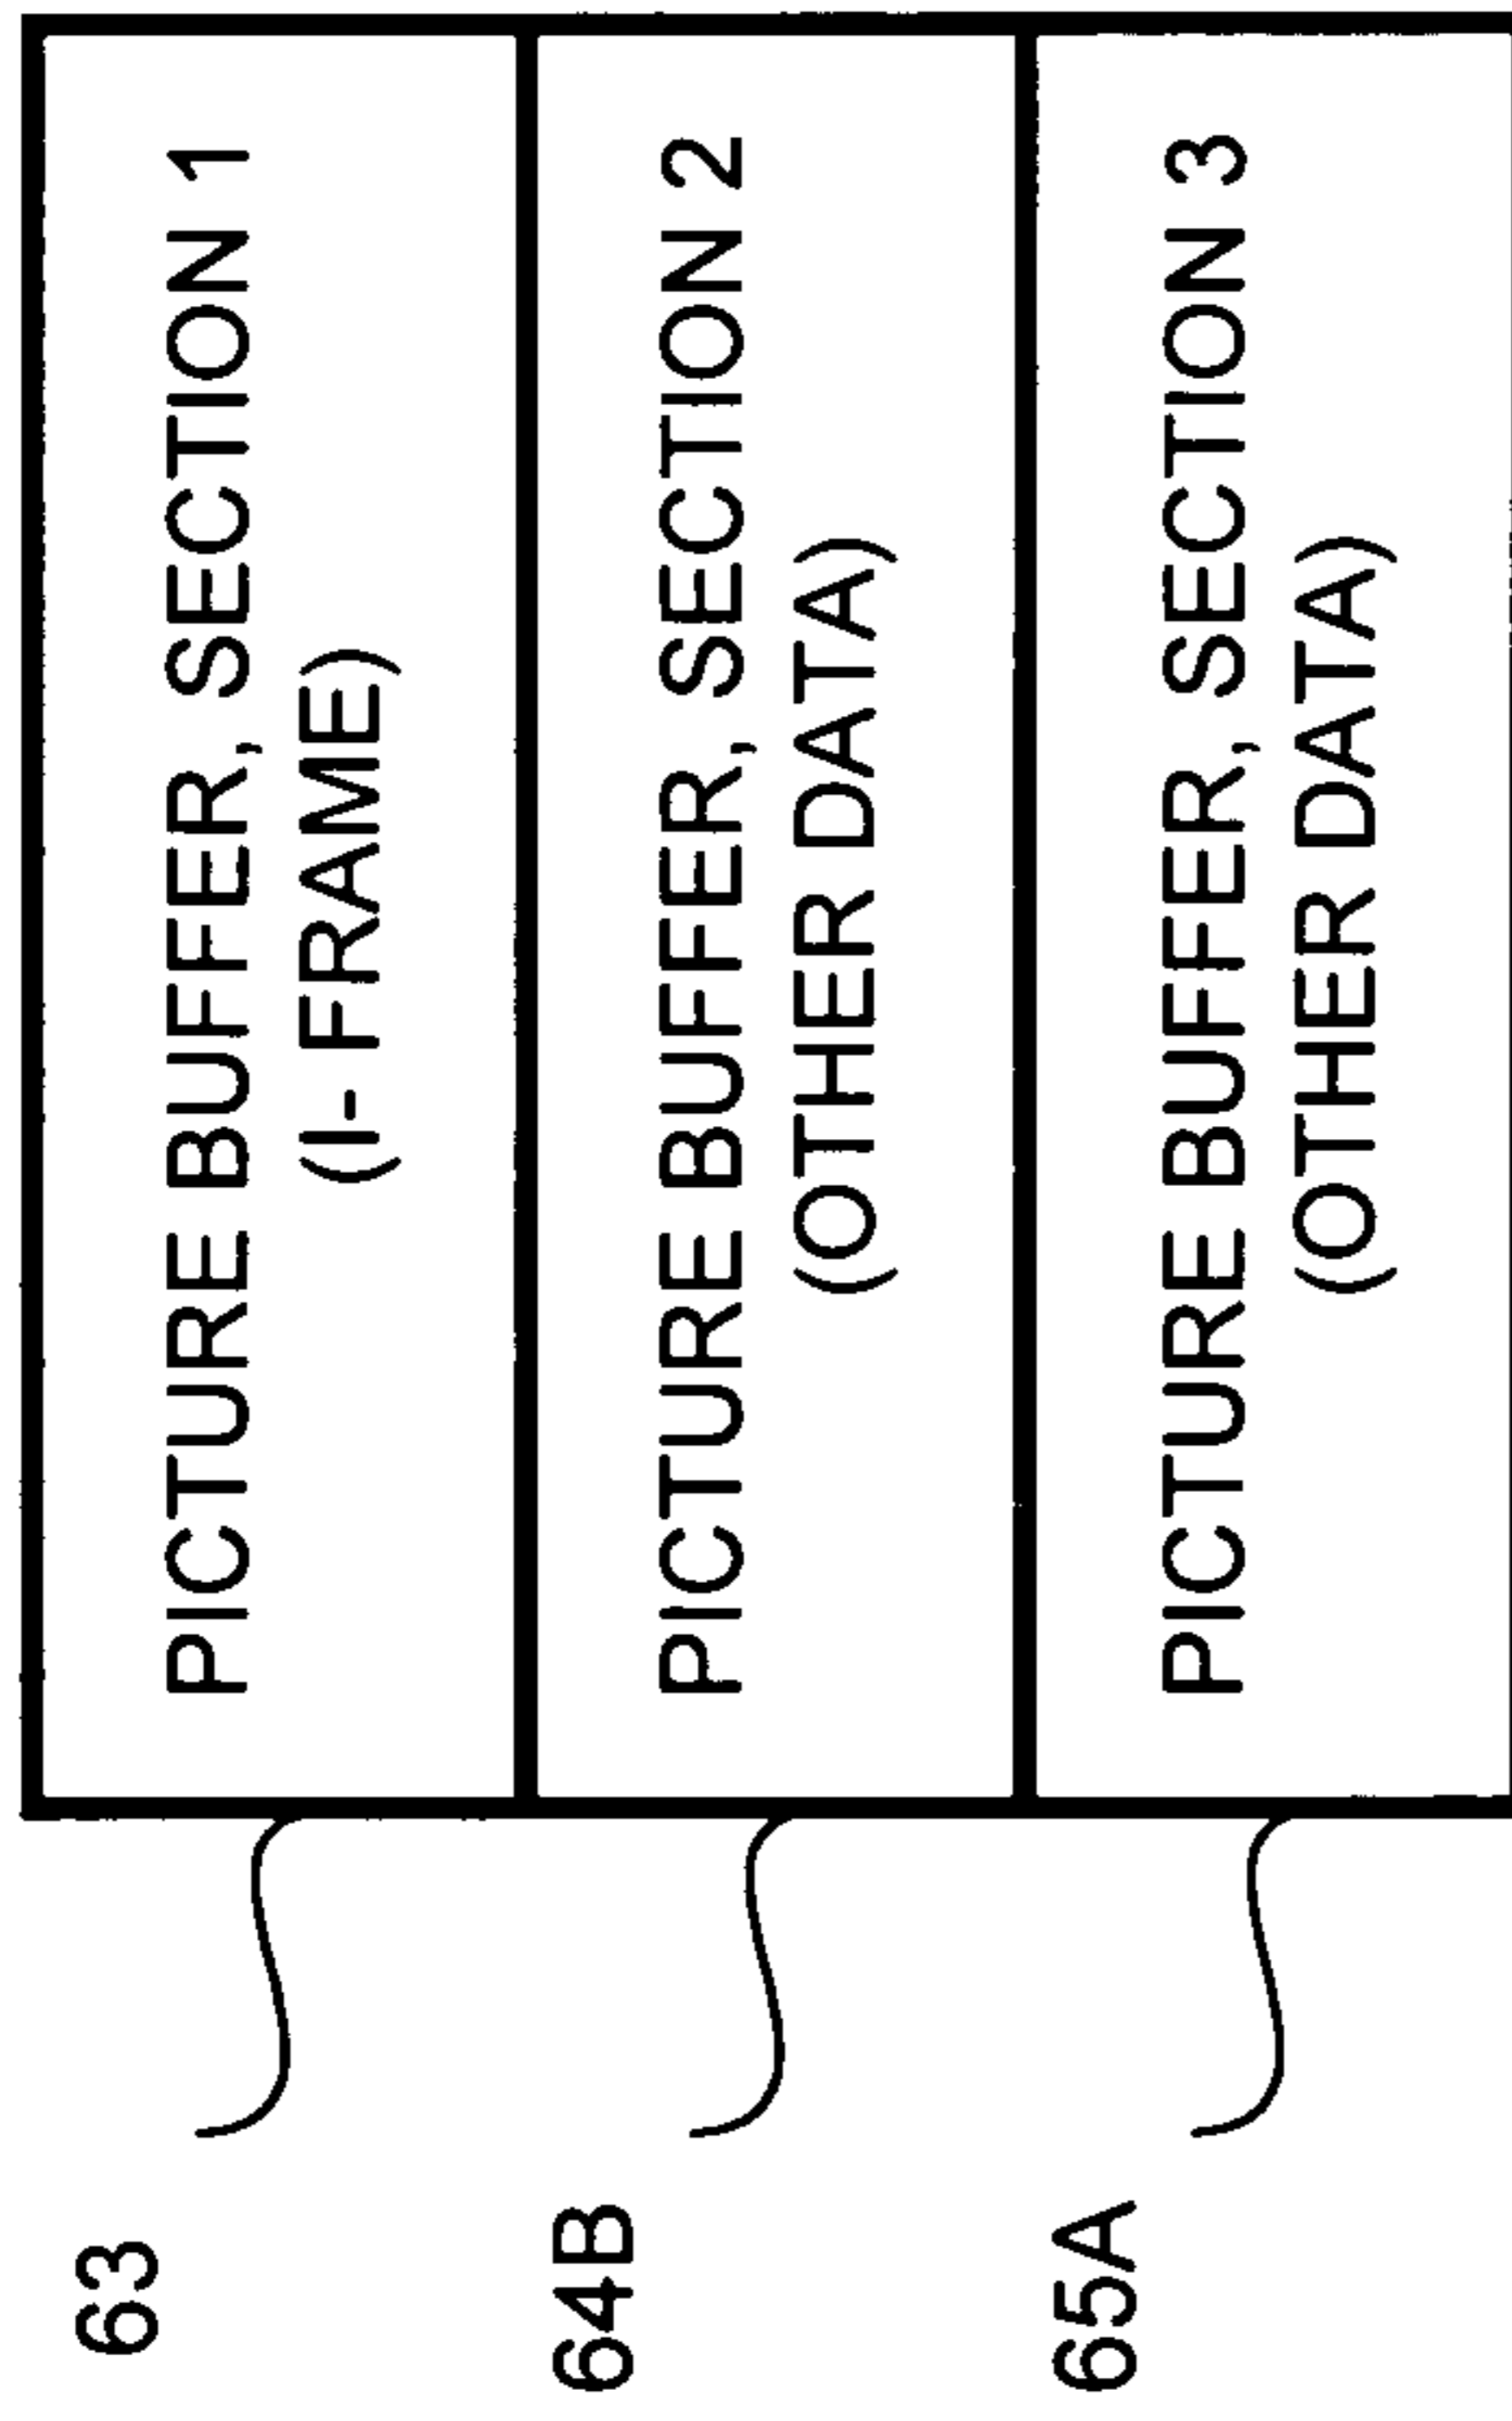 63
PICTURE BUFFER, SECTION 1
(I- FRAME)
64B
PICTURE BUFFER, SECTION 2
(OTHER DATA)
65A
PICTURE BUFFER, SECTION 3
(OTHER DATA)